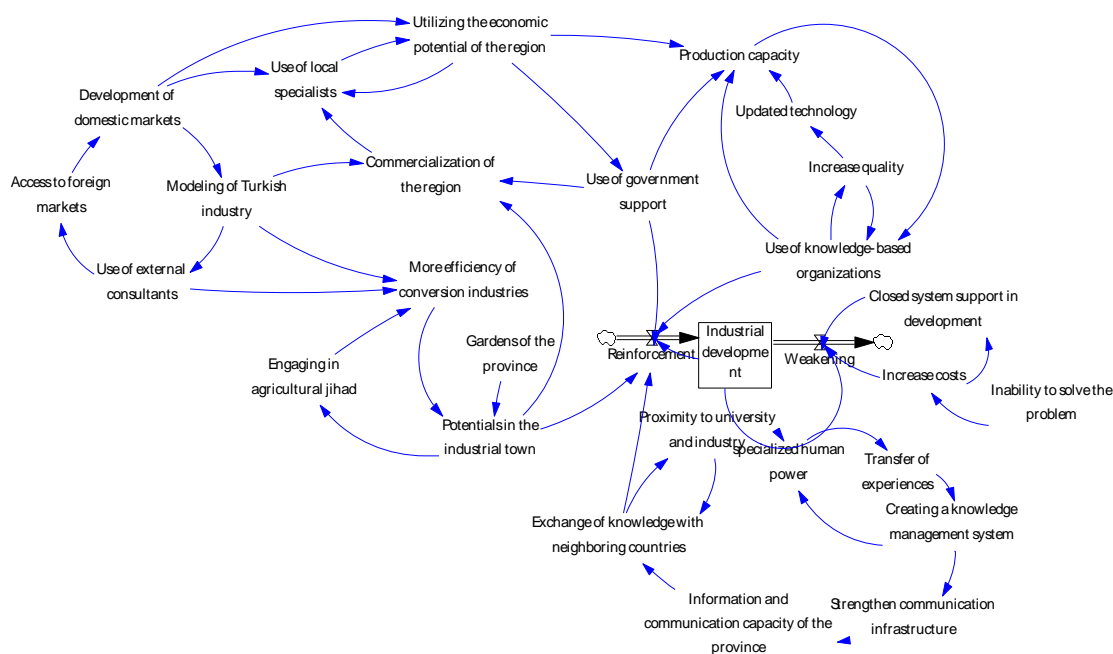 Utilizing the economic
potential of the region
Production capacity
Use of local
specialists
Development of
domestic markets
Updated technology
Commercialization of
the region
Increase quality
Access to foreign
markets
Modeling of Turkish
industry
Use of government
support
Use of knowledge-based
organizations
Use of external
consultants
More efficiency of
conversion industries
Closed system support in
development
Industrial
developme
nt
Reinforcement
Weakening
Gardens of the
province
Engaging in
agricultural jihad
Increase costs
Inability to solve the
problem
Potentials in the
industrial town
Proximity to university
and industry
specialized human
power
Transfer of
experiences
Creating a knowledge
management system
Exchange of knowledge with
neighboring countries
Information and
communication capacity of the
province
Strengthen communication
infrastructure